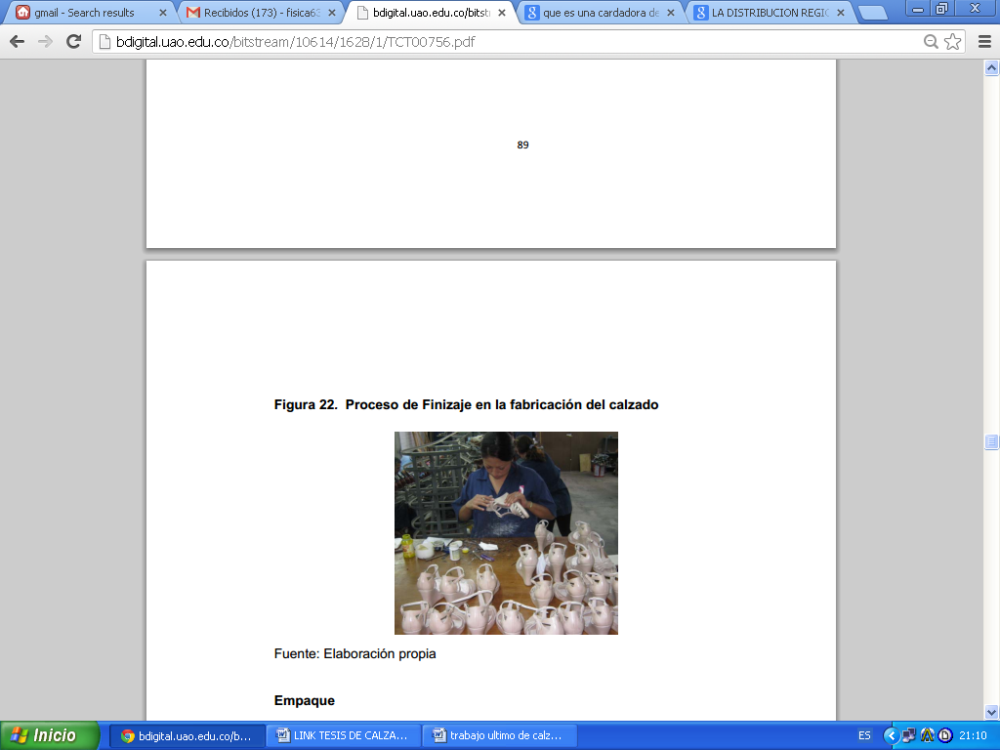 gmail - Search results
Recibidos (173) - fisica63
bdigital.uao.edu.co/bitst
que es una cardadora de
LA DISTRIBUCION REGIO
bdigital.uao.edu.co/bitstream/10614/1628/1/TCT00756.pdf
89
Figura 22. Proceso de Finizaje en la fabricación del calzado
Fuente: Elaboración propia
Empaque
Inicio
bdigital.uao.edu.co/b...
LINK TESIS DE CALZA...
trabajo ultimo de calz...
ES
21:10